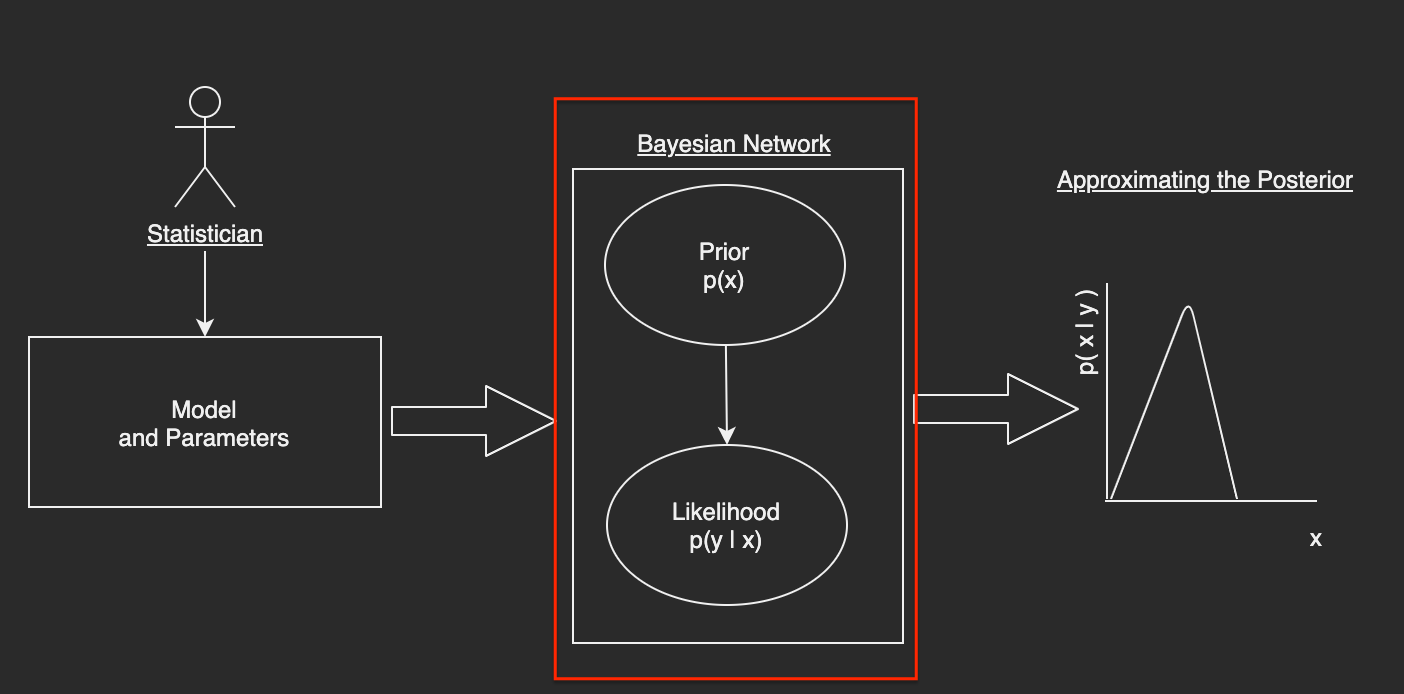 Statistician
Model
and Parameters
Bayesian Network
Prior
p(x)
Likelihood
p(y | x)
Approximating the Posterior
p( x | y )
x